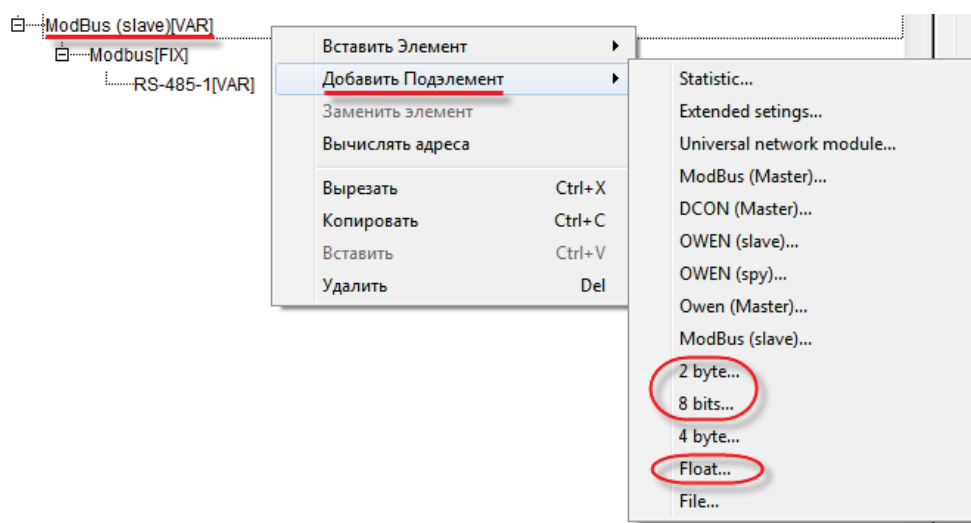 ModBus (slave)[VAR]
Modbus[FIX]
RS-485-1[VAR]
Вставить Элемент
Добавить Подэлемент
Заменить элемент
Вычислять адреса
Вырезать Ctrl+X
Копировать Ctrl+C
Вставить Ctrl+V
Удалить Del
Statistic...
Extended setings...
Universal network module...
ModBus (Master)...
DCON (Master)...
OWEN (slave)...
OWEN (spy)...
Owen (Master)...
ModBus (slave)...
2 byte...
8 bits...
4 byte...
Float...
File...